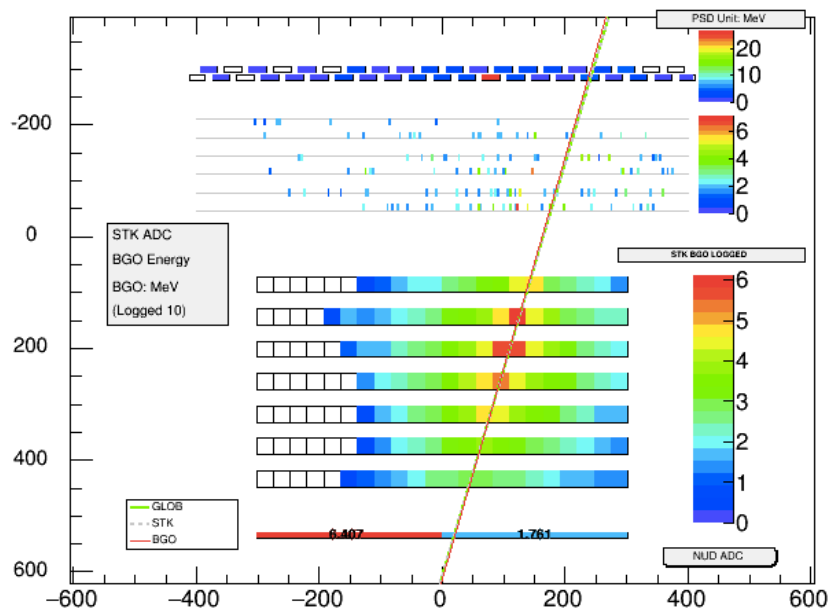 PSD Unit: MeV
20
10
0
6
4
2
0
-200
0
200
400
600
STK ADC
BGO Energy
BGO: MeV
(Logged 10)
STK BGO LOGGED
6
5
4
3
2
1
0
GLOB
STK
BGO
6.407
1.761
NUD ADC
−600
−400
−200
0
200
400
600